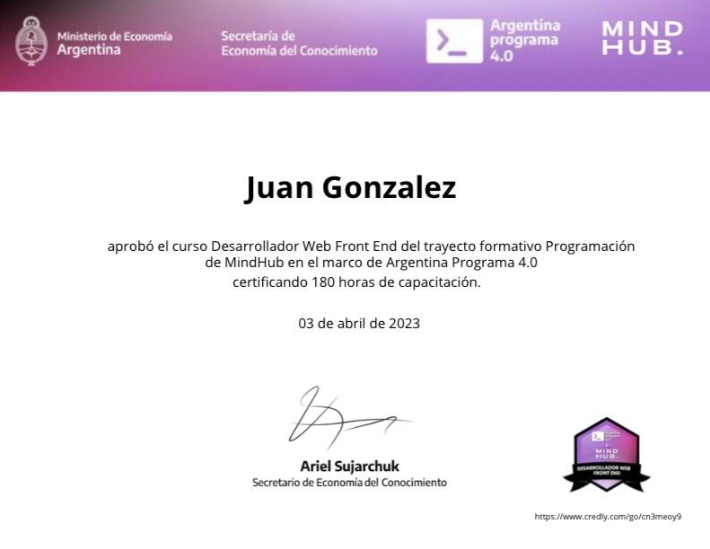 Ministerio de Economía
Argentina
Secretaría de
Economía del Conocimiento
Argentina
programa
4.0
MIND
HUB.
Juan Gonzalez
aprobó el curso Desarrollador Web Front End del trayecto formativo Programación
de MindHub en el marco de Argentina Programa 4.0
certificando 180 horas de capacitación.
03 de abril de 2023
Ariel Sujarchuk
Secretario de Economía del Conocimiento
MIND
HUB.
DESARROLLADOR WEB
FRONT END
https://www.credly.com/go/cn3meoy9